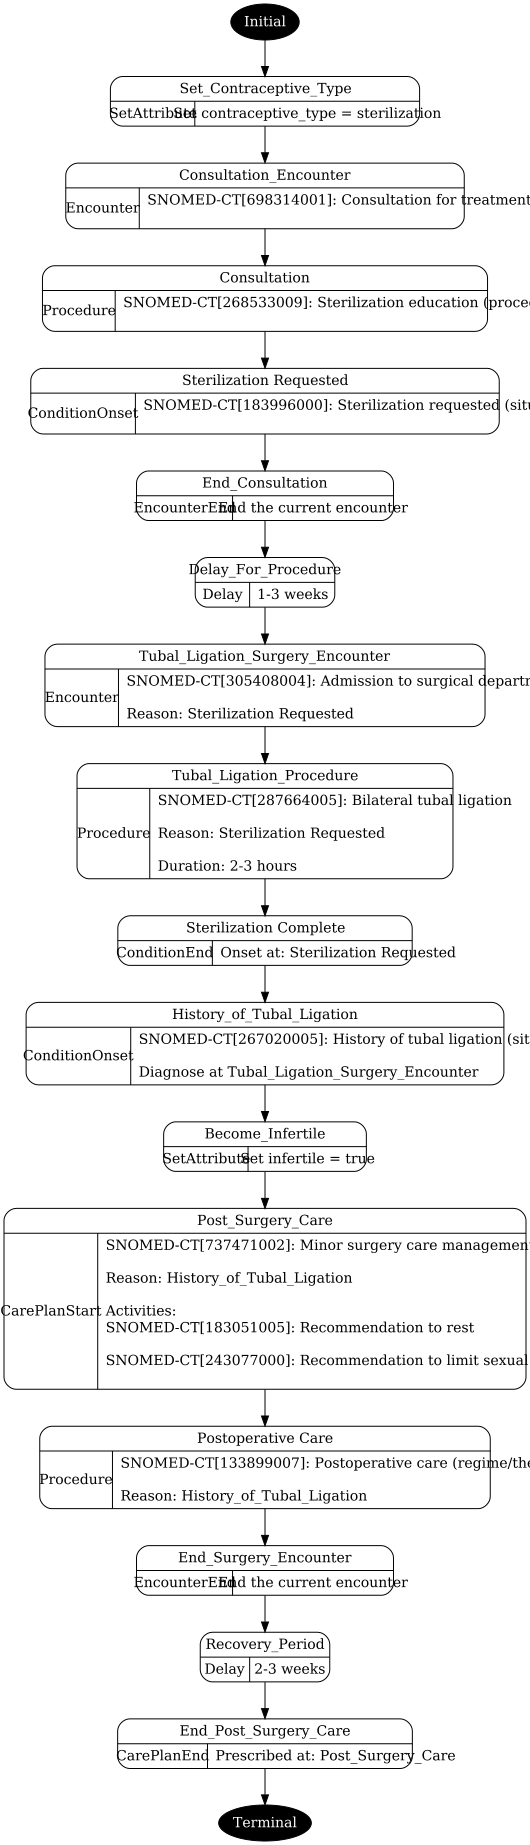 Initial
Set_Contraceptive_Type
SetAttribute
Set contraceptive_type = sterilization
Consultation_Encounter
Encounter
SNOMED-CT[698314001]: Consultation for treatment
Consultation
Procedure
SNOMED-CT[268533009]: Sterilization education (proce
Sterilization Requested
ConditionOnset
SNOMED-CT[183996000]: Sterilization requested (situ
End_Consultation
EncounterEnd
End the current encounter
Delay_For_Procedure
Delay
1-3 weeks
Tubal_Ligation_Surgery_Encounter
Encounter
SNOMED-CT[305408004]: Admission to surgical departm
Reason: Sterilization Requested
Tubal_Ligation_Procedure
Procedure
SNOMED-CT[287664005]: Bilateral tubal ligation
Reason: Sterilization Requested
Duration: 2-3 hours
Sterilization Complete
ConditionEnd
Onset at: Sterilization Requested
History_of_Tubal_Ligation
ConditionOnset
SNOMED-CT[267020005]: History of tubal ligation (sit
Diagnose at Tubal_Ligation_Surgery_Encounter
Become_Infertile
SetAttribute
Set infertile = true
Post_Surgery_Care
CarePlanStart
SNOMED-CT[737471002]: Minor surgery care managemen
Reason: History_of_Tubal_Ligation
Activities:
SNOMED-CT[183051005]: Recommendation to rest
SNOMED-CT[243077000]: Recommendation to limit sexual
Postoperative Care
Procedure
SNOMED-CT[133899007]: Postoperative care (regime/the
Reason: History_of_Tubal_Ligation
End_Surgery_Encounter
EncounterEnd
End the current encounter
Recovery_Period
Delay
2-3 weeks
End_Post_Surgery_Care
CarePlanEnd
Prescribed at: Post_Surgery_Care
Terminal